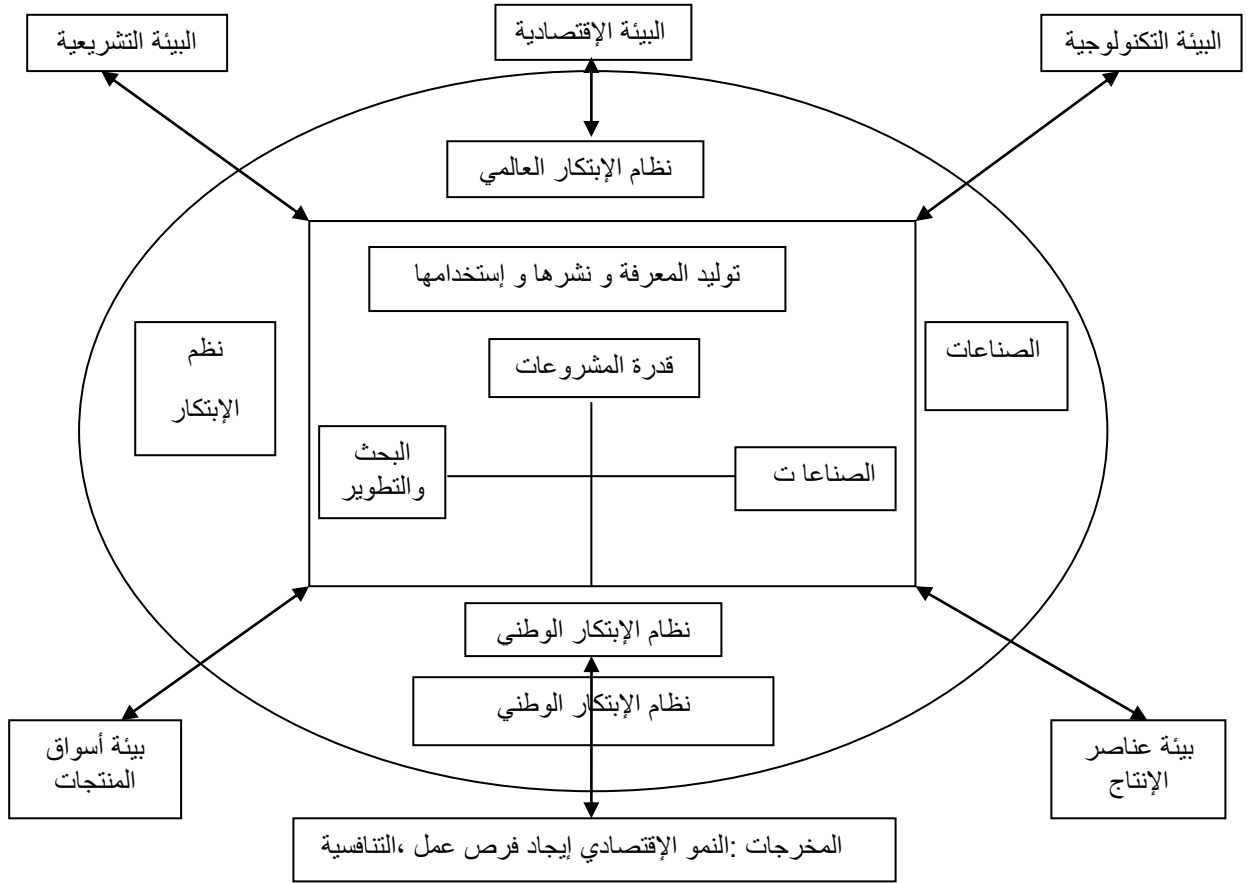 البيئة التكنولوجية
البيئة الإقتصادية
البيئة التشريعية
نظام الإبتكار العالمي
توليد المعرفة و نشرها و إستخدامها
الصناعات
نظم
الإبتكار
قدرة المشروعات
الصناعا ت
البحث
والتطوير
نظام الإبتكار الوطني
نظام الإبتكار الوطني
بيئة عناصر
الإنتاج
بيئة أسواق
المنتجات
المخرجات :النمو الإقتصادي إيجاد فرص عمل ،التنافسية